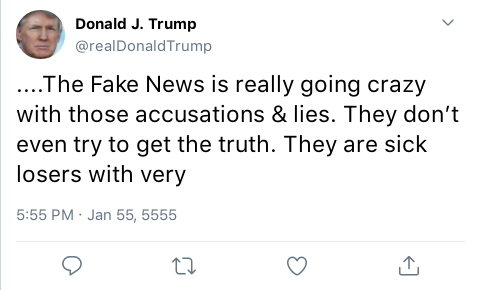 Donald J. Trump
@realDonaldTrump
....The Fake News is really going crazy
with those accusations & lies. They don’t
even try to get the truth. They are sick
losers with very
5:55 PM · Jan 55, 5555